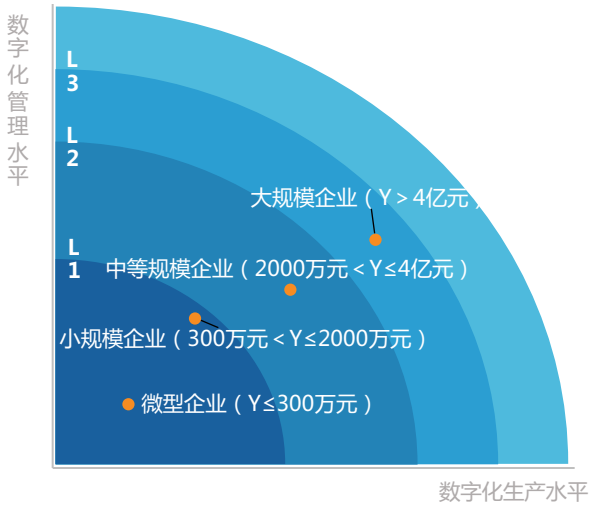 数字化管理水平
L3
L2
大规模企业（Y＞4亿元）
L1
中等规模企业（2000万元＜Y≤4亿元）
小规模企业（300万元＜Y≤2000万元）
微型企业（Y≤300万元）
数字化生产水平